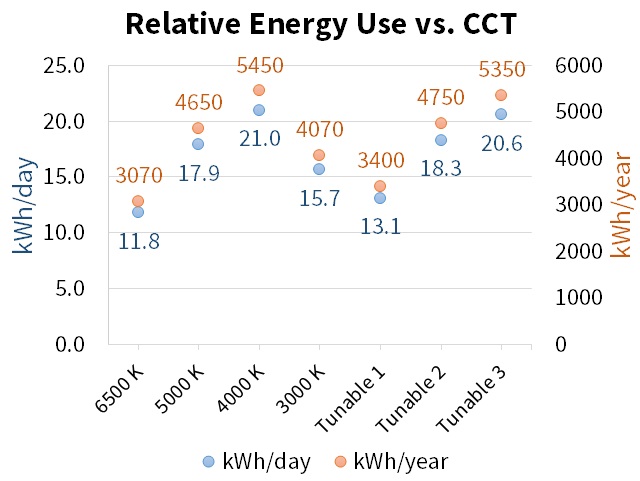 Relative Energy Use vs. CCT
kWh/day
25.0
20.0
15.0
10.0
5.0
0.0
3070
4650
5450
4070
3400
4750
5350
11.8
17.9
21.0
15.7
13.1
18.3
20.6
6000
5000
4000
3000
2000
1000
0
kWh/year
6500 K
5000 K
4000 K
3000 K
Tunable 1
Tunable 2
Tunable 3
kWh/day
kWh/year